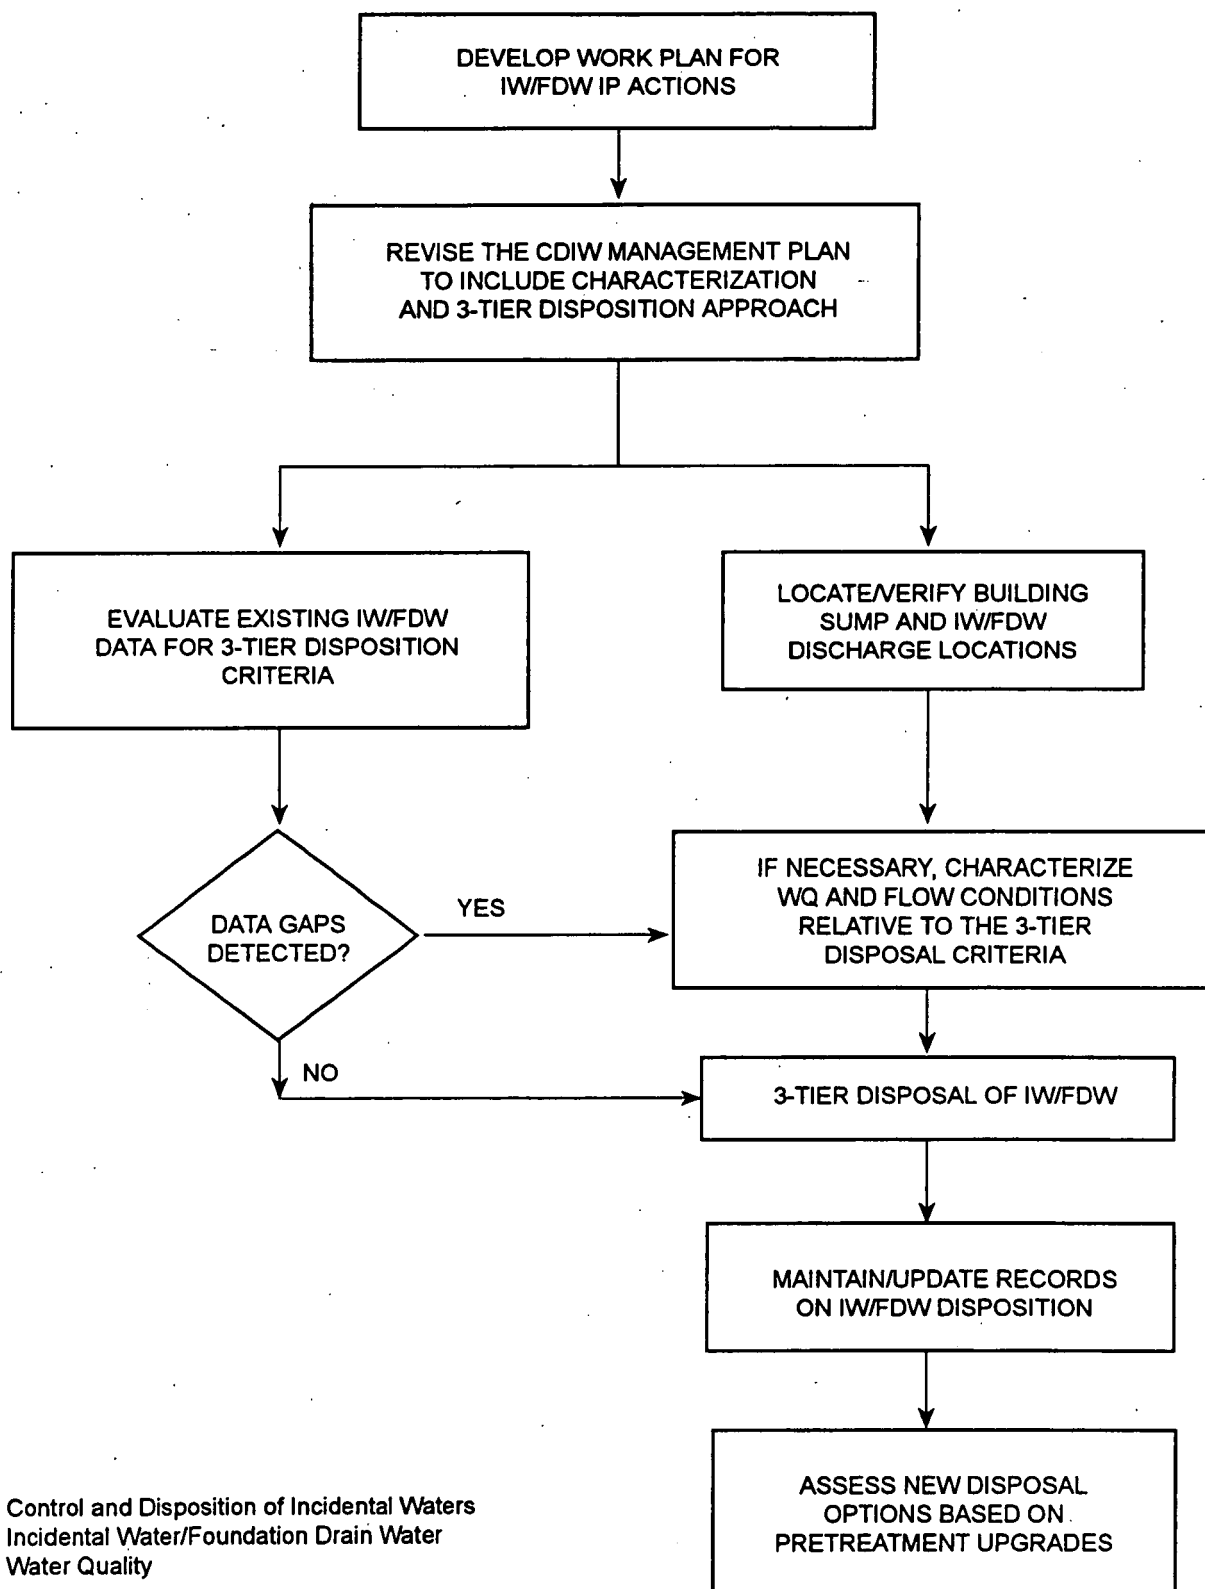 DEVELOP WORK PLAN FOR
IW/FDW IP ACTIONS
REVISE THE CDIW MANAGEMENT PLAN
TO INCLUDE CHARACTERIZATION
AND 3-TIER DISPOSITION APPROACH
EVALUATE EXISTING IW/FDW
DATA FOR 3-TIER DISPOSITION
CRITERIA
LOCATE/VERIFY BUILDING
SUMP AND IW/FDW
DISCHARGE LOCATIONS
DATA GAPS
DETECTED?
YES
IF NECESSARY, CHARACTERIZE
WQ AND FLOW CONDITIONS
RELATIVE TO THE 3-TIER
DISPOSAL CRITERIA
NO
3-TIER DISPOSAL OF IW/FDW
MAINTAIN/UPDATE RECORDS
ON IW/FDW DISPOSITION
ASSESS NEW DISPOSAL
OPTIONS BASED ON
PRETREATMENT UPGRADES
Control and Disposition of Incidental Waters
Incidental Water/Foundation Drain Water
Water Quality